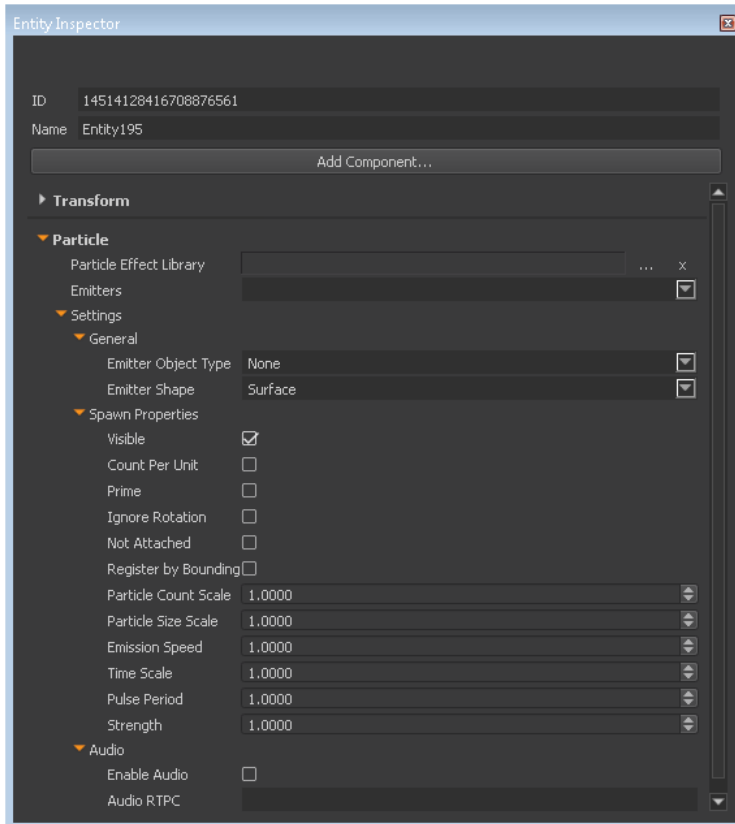 Entity Inspector
ID 14514128416708876561
Name Entity195
Add Component...
Transform
Particle
Particle Effect Library ... x
Emitters
Settings
General
Emitter Object Type None
Emitter Shape Surface
Spawn Properties
Visible
Count Per Unit
Prime
Ignore Rotation
Not Attached
Register by Bounding
Particle Count Scale 1.0000
Particle Size Scale 1.0000
Emission Speed 1.0000
Time Scale 1.0000
Pulse Period 1.0000
Strength 1.0000
Audio
Enable Audio
Audio RTPC